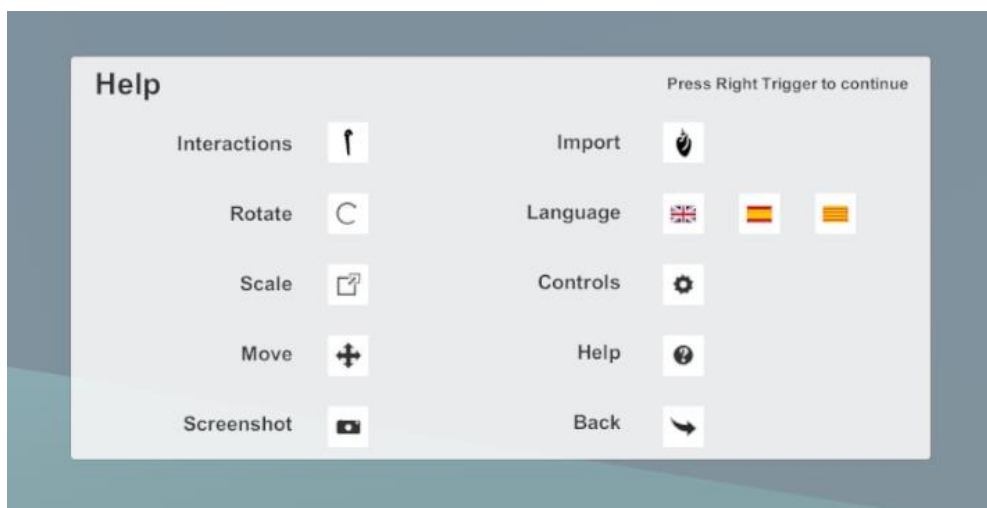 Help
Press Right Trigger to continue
Interactions
Import
Rotate
Language
Scale
Controls
Move
Help
Screenshot
Back